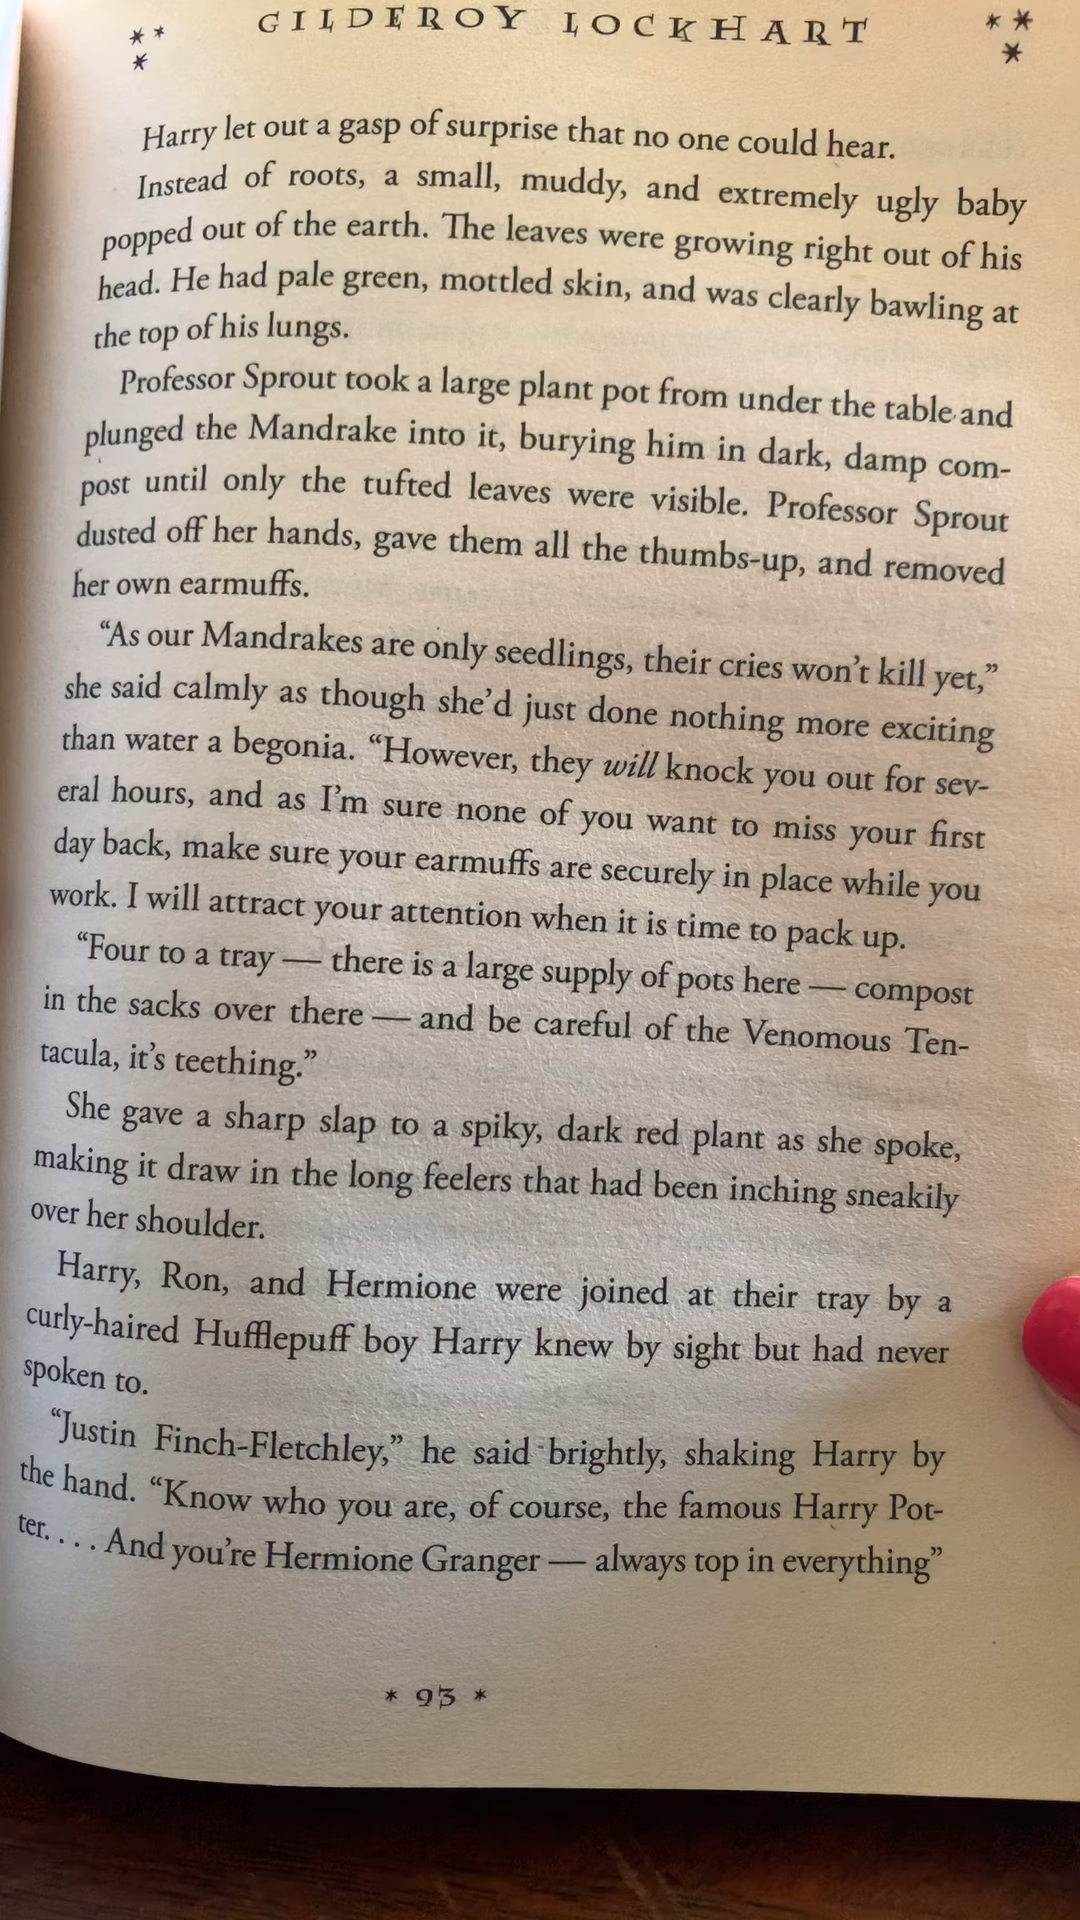 GILDEROY LOCKHART
Harry let out a gasp of surprise that no one could hear.
Instead of roots, a small, muddy, and extremely ugly baby
popped out of the earth. The leaves were growing right out of his
head. He had pale green, mottled skin, and was clearly bawling at
the top of his lungs.
Professor Sprout took a large plant pot from under the table and
plunged the Mandrake into it, burying him in dark, damp com-
post until only the tufted leaves were visible. Professor Sprout
dusted off her hands, gave them all the thumbs-up, and removed
her own earmuffs.
“As our Mandrakes are only seedlings, their cries won’t kill yet,”
she said calmly as though she’d just done nothing more exciting
than water a begonia. “However, they will knock you out for sev-
eral hours, and as I’m sure none of you want to miss your first
day back, make sure your earmuffs are securely in place while you
work. I will attract your attention when it is time to pack up.
“Four to a tray — there is a large supply of pots here — compost
in the sacks over there — and be careful of the Venomous Ten-
tacula, it’s teething.”
She gave a sharp slap to a spiky, dark red plant as she spoke,
making it draw in the long feelers that had been inching sneakily
over her shoulder.
Harry, Ron, and Hermione were joined at their tray by a
curly-haired Hufflepuff boy Harry knew by sight but had never
spoken to.
“Justin Finch-Fletchley,” he said brightly, shaking Harry by
the hand. “Know who you are, of course, the famous Harry Pot-
ter. . . . And you’re Hermione Granger — always top in everything”
* 93 *